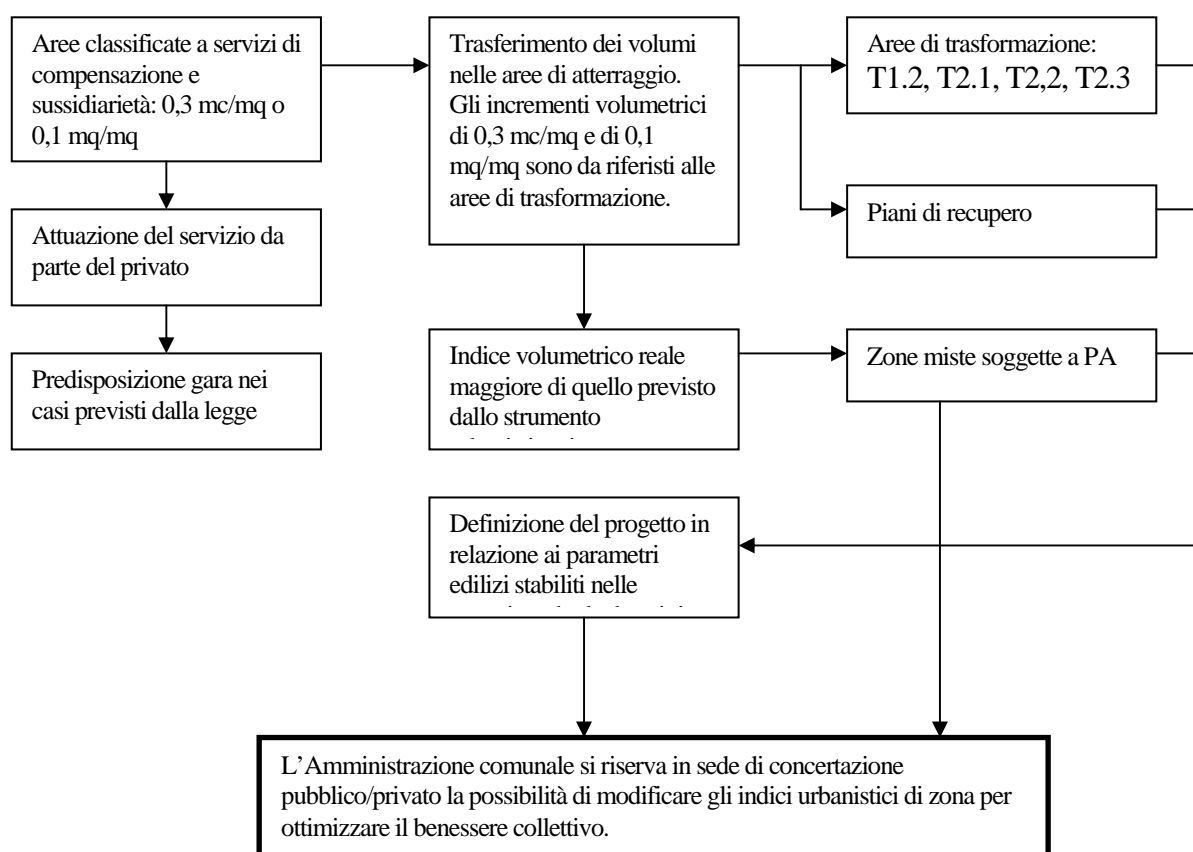 Aree classificate a servizi di
compensazione e
sussidiarietà: 0,3 mc/mq o
0,1 mq/mq
Trasferimento dei volumi
nelle aree di atterraggio.
Gli incrementi volumetrici
di 0,3 mc/mq e di 0,1
mq/mq sono da riferisti alle
aree di trasformazione.
Aree di trasformazione:
T1.2, T2.1, T2,2, T2.3
Attuazione del servizio da
parte del privato
Piani di recupero
Predisposizione gara nei
casi previsti dalla legge
Indice volumetrico reale
maggiore di quello previsto
dallo strumento
Zone miste soggette a PA
Definizione del progetto in
relazione ai parametri
edilizi stabiliti nelle
L'Amministrazione comunale si riserva in sede di concertazione
pubblico/privato la possibilità di modificare gli indici urbanistici di zona per
ottimizzare il benessere collettivo.